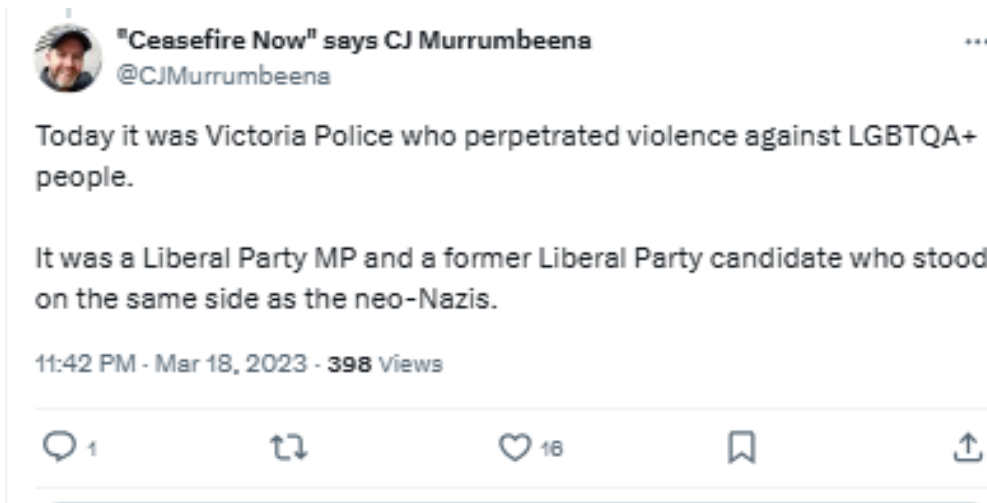 "Ceasefire Now" says CJ Murrumbeena
@CJMurrumbeena
Today it was Victoria Police who perpetrated violence against LGBTQA+
people.
It was a Liberal Party MP and a former Liberal Party candidate who stood
on the same side as the neo-Nazis.
11:42 PM · Mar 18, 2023 · 398 Views
1 16